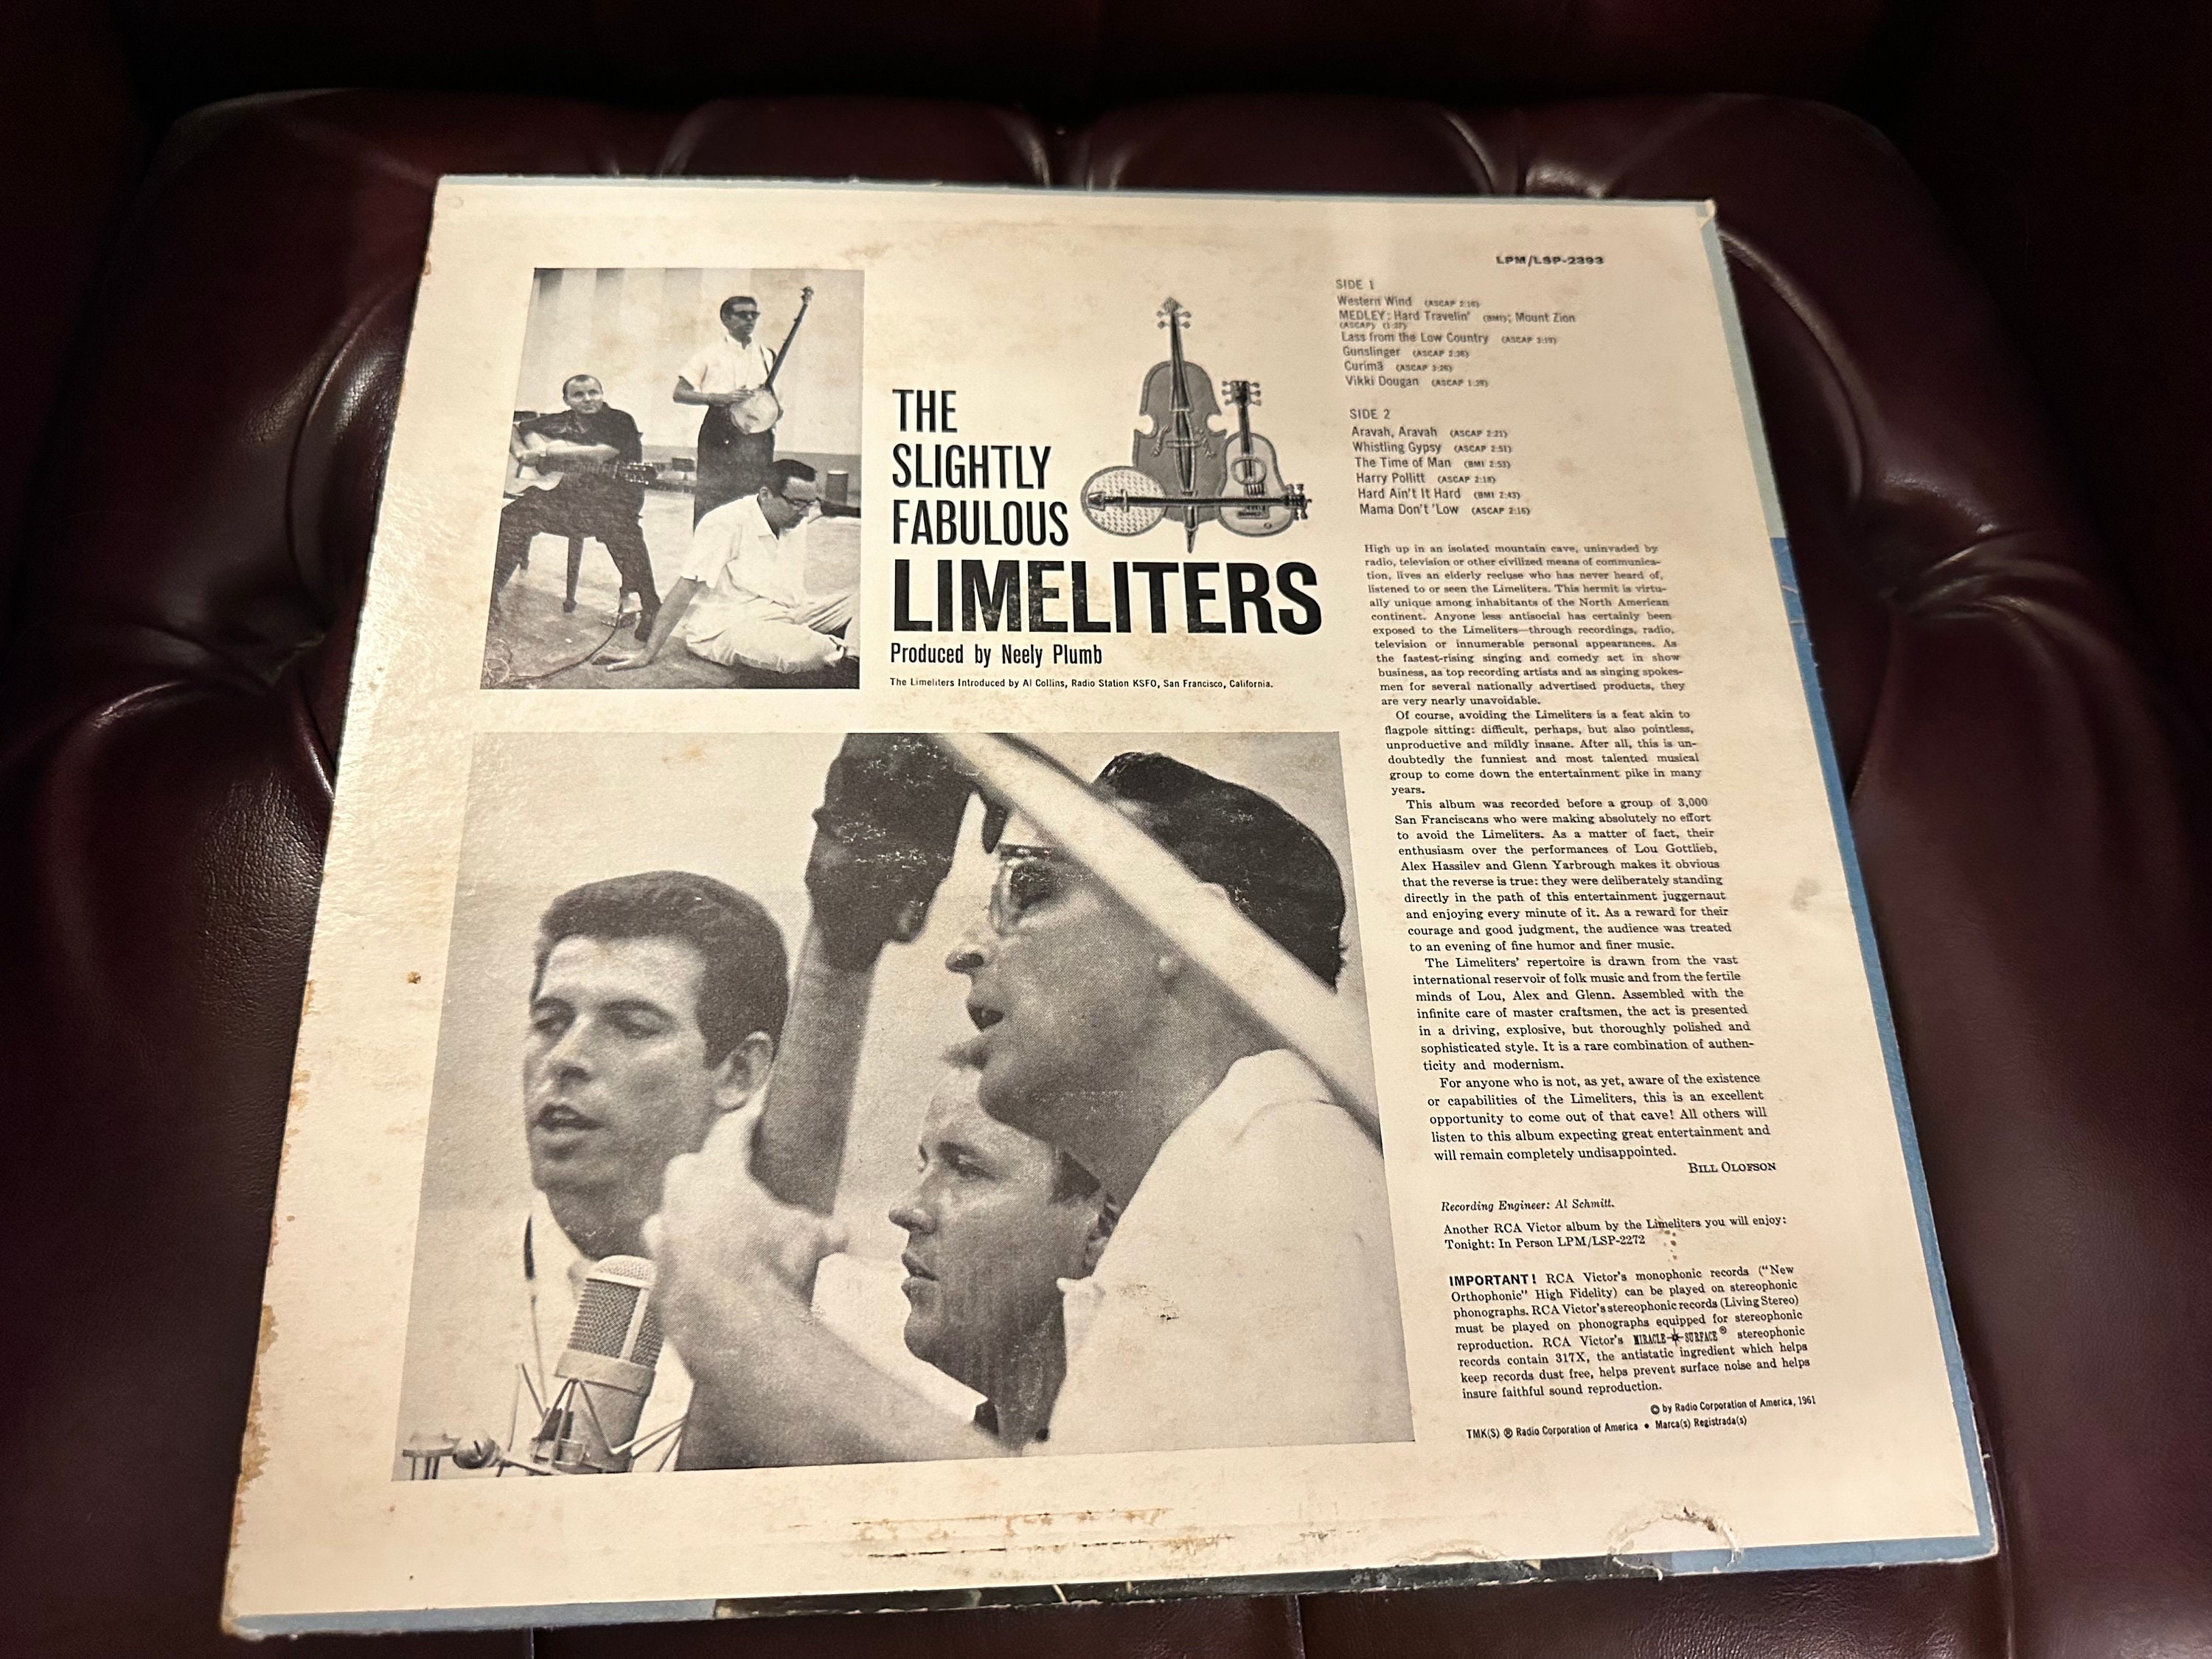 THE
SLIGHTLY
FABULOUS
LIMELITERS
Produced by Neely Plumb
The Limeliters Introduced by Al Collins, Radio Station KSFO, San Francisco, California.
LPM/LSP-2393
SIDE 1
Western Wind (ASCAP 2:16)
MEDLEY: Hard Travelin' (BMI); Mount Zion
(ASCAP)
Lass from the Low Country (ASCAP 3:19)
Gunslinger (ASCAP 2:36)
Curimã (ASCAP 3:26)
Vikki Dougan (ASCAP 1:39)
SIDE 2
Aravah, Aravah (ASCAP 2:21)
Whistling Gypsy (ASCAP 2:51)
The Time of Man (BMI 2:53)
Harry Pollitt (ASCAP 2:18)
Hard Ain't It Hard (BMI 2:43)
Mama Don't 'Low (ASCAP 2:16)
High up in an isolated mountain cave, uninvaded by
radio, television or other civilized means of communica-
tion, lives an elderly recluse who has never heard of,
listened to or seen the Limeliters. This hermit is virtu-
ally unique among inhabitants of the North American
continent. Anyone less antisocial has certainly been
exposed to the Limeliters—through recordings, radio,
television or innumerable personal appearances. As
the fastest-rising singing and comedy act in show
business, as top recording artists and as singing spokes-
men for several nationally advertised products, they
are very nearly unavoidable.
Of course, avoiding the Limeliters is a feat akin to
flagpole sitting: difficult, perhaps, but also pointless,
unproductive and mildly insane. After all, this is un-
doubtedly the funniest and most talented musical
group to come down the entertainment pike in many
years.
This album was recorded before a group of 3,000
San Franciscans who were making absolutely no effort
to avoid the Limeliters. As a matter of fact, their
enthusiasm over the performances of Lou Gottlieb,
Alex Hassilev and Glenn Yarbrough makes it obvious
that the reverse is true: they were deliberately standing
directly in the path of this entertainment juggernaut
and enjoying every minute of it. As a reward for their
courage and good judgment, the audience was treated
to an evening of fine humor and finer music.
The Limeliters' repertoire is drawn from the vast
international reservoir of folk music and from the fertile
minds of Lou, Alex and Glenn. Assembled with the
infinite care of master craftsmen, the act is presented
in a driving, explosive, but thoroughly polished and
sophisticated style. It is a rare combination of authen-
ticity and modernism.
For anyone who is not, as yet, aware of the existence
or capabilities of the Limeliters, this is an excellent
opportunity to come out of that cave! All others will
listen to this album expecting great entertainment and
will remain completely undisappointed.
BILL OLOFSON
Recording Engineer: Al Schmitt.
Another RCA Victor album by the Limeliters you will enjoy:
Tonight: In Person LPM/LSP-2272
IMPORTANT! RCA Victor's monophonic records ("New
Orthophonic" High Fidelity) can be played on stereophonic
phonographs. RCA Victor's stereophonic records (Living Stereo)
must be played on phonographs equipped for stereophonic
reproduction. RCA Victor's MIRACLE SURFACE® stereophonic
records contain 317X, the antistatic ingredient which helps
keep records dust free, helps prevent surface noise and helps
insure faithful sound reproduction.
© by Radio Corporation of America, 1961
TMK(S) ® Radio Corporation of America • Marca(s) Registrada(s)